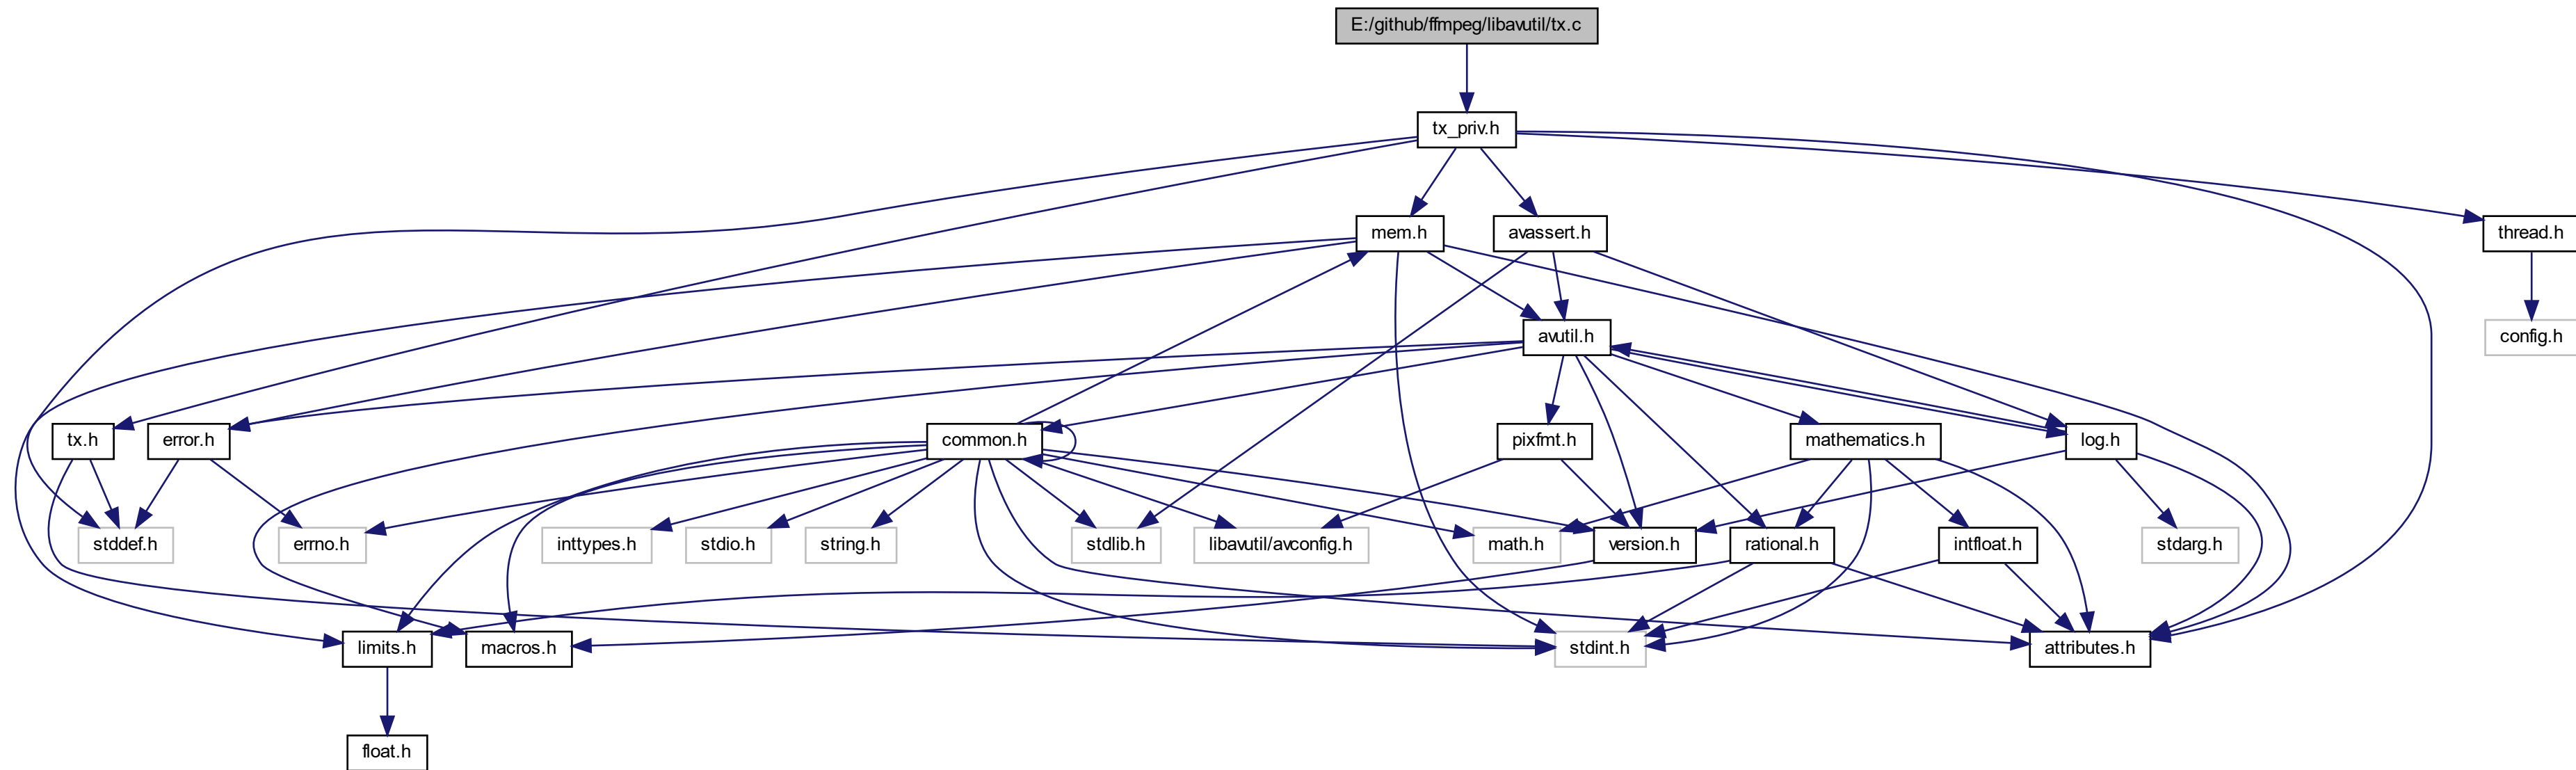 E:/github/ffmpeg/libavutil/tx.c
tx_priv.h
mem.h
avassert.h
thread.h
avutil.h
config.h
tx.h
error.h
common.h
pixfmt.h
mathematics.h
log.h
stddef.h
errno.h
inttypes.h
stdio.h
string.h
stdlib.h
libavutil/avconfig.h
math.h
version.h
rational.h
intfloat.h
stdarg.h
limits.h
macros.h
stdint.h
attributes.h
float.h